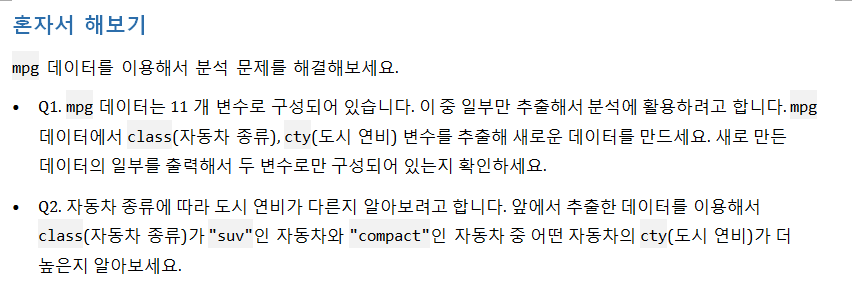 혼자서 해보기
mpg 데이터를 이용해서 분석 문제를 해결해보세요.
• Q1. mpg 데이터는 11 개 변수로 구성되어 있습니다. 이 중 일부만 추출해서 분석에 활용하려고 합니다. mpg
데이터에서 class(자동차 종류), cty(도시 연비) 변수를 추출해 새로운 데이터를 만드세요. 새로 만든
데이터의 일부를 출력해서 두 변수로만 구성되어 있는지 확인하세요.
• Q2. 자동차 종류에 따라 도시 연비가 다른지 알아보려고 합니다. 앞에서 추출한 데이터를 이용해서
class(자동차 종류)가 "suv"인 자동차와 "compact"인 자동차 중 어떤 자동차의 cty(도시 연비)가 더
높은지 알아보세요.